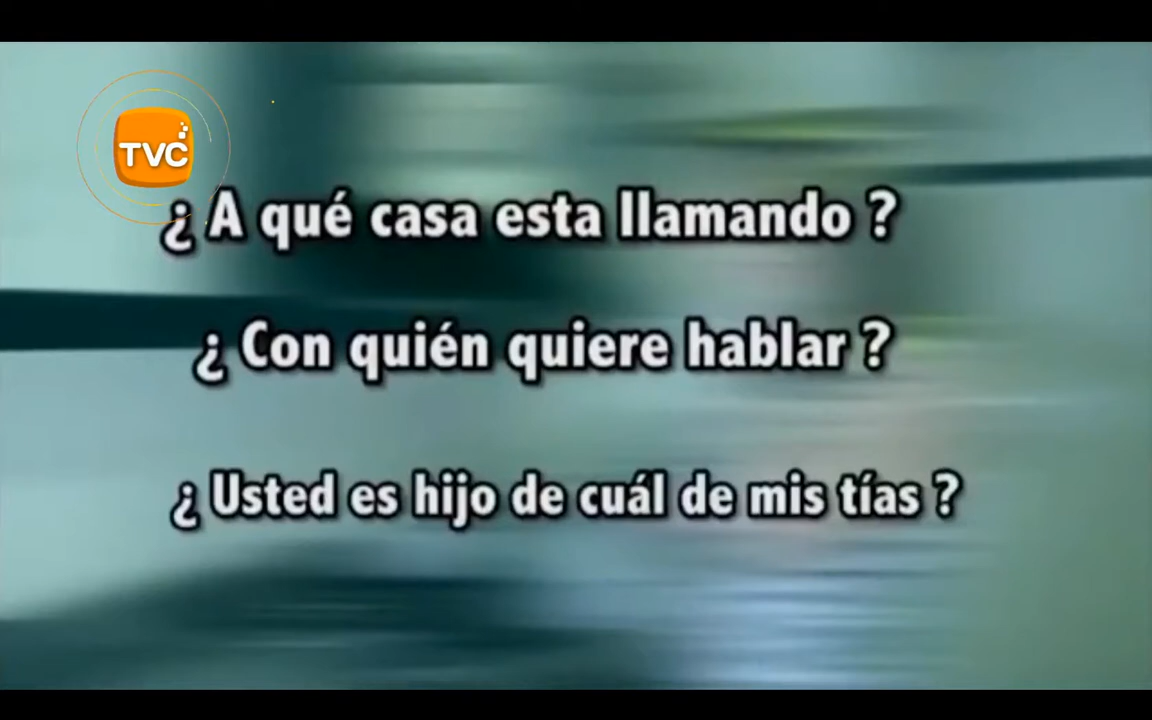 TVC
¿ A qué casa esta llamando ?
¿ Con quién quiere hablar ?
¿ Usted es hijo de cuál de mis tías ?